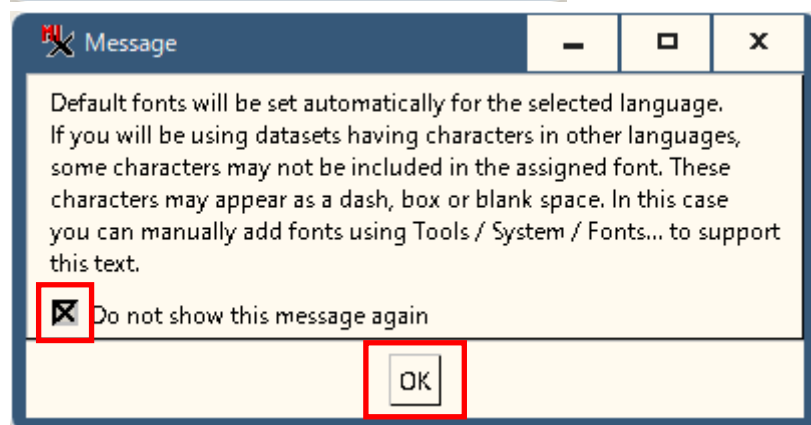 Message
Default fonts will be set automatically for the selected language.
If you will be using datasets having characters in other languages,
some characters may not be included in the assigned font. These
characters may appear as a dash, box or blank space. In this case
you can manually add fonts using Tools / System / Fonts... to support
this text.
Do not show this message again
OK